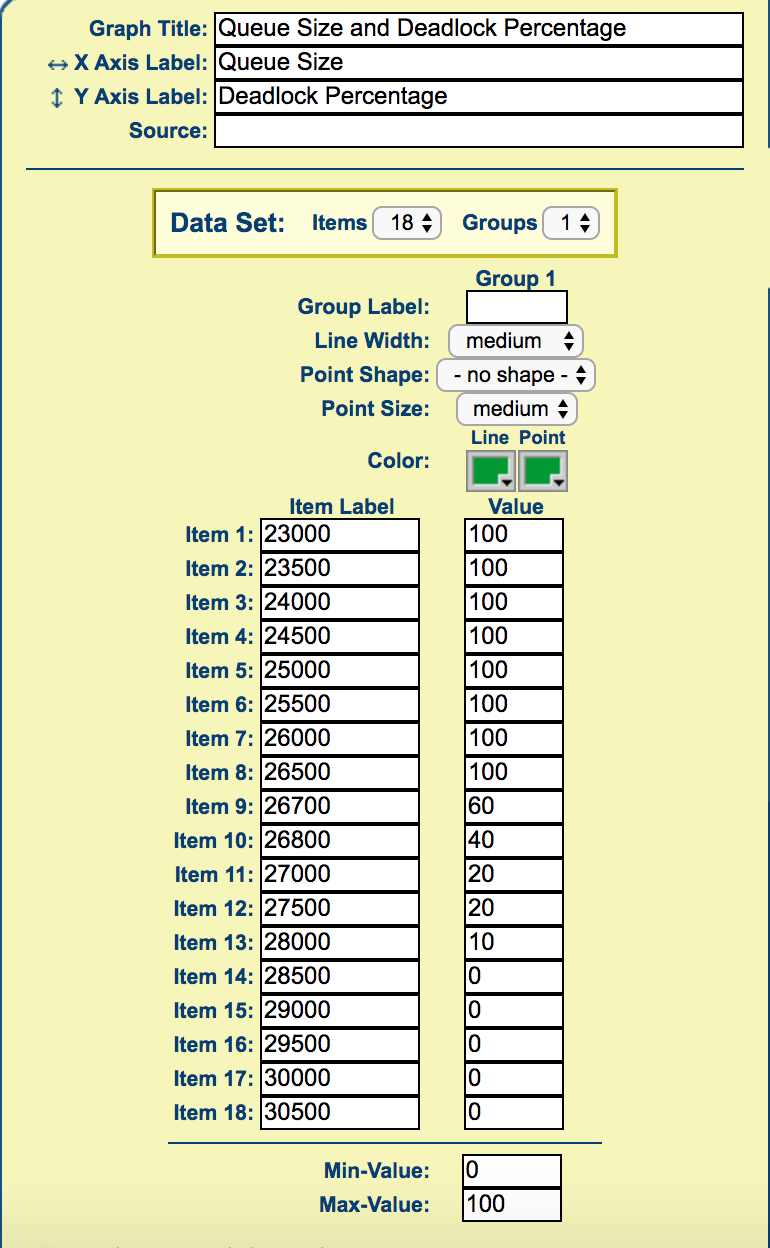 Graph Title: Queue Size and Deadlock Percentage
↔ X Axis Label: Queue Size
↕ Y Axis Label: Deadlock Percentage
Source:
Data Set: Items 18 Groups 1
Group 1
Group Label:
Line Width: medium
Point Shape: - no shape -
Point Size: medium
Line Point
Color:
Item Label Value
Item 1: 23000 100
Item 2: 23500 100
Item 3: 24000 100
Item 4: 24500 100
Item 5: 25000 100
Item 6: 25500 100
Item 7: 26000 100
Item 8: 26500 100
Item 9: 26700 60
Item 10: 26800 40
Item 11: 27000 20
Item 12: 27500 20
Item 13: 28000 10
Item 14: 28500 0
Item 15: 29000 0
Item 16: 29500 0
Item 17: 30000 0
Item 18: 30500 0
Min-Value: 0
Max-Value: 100